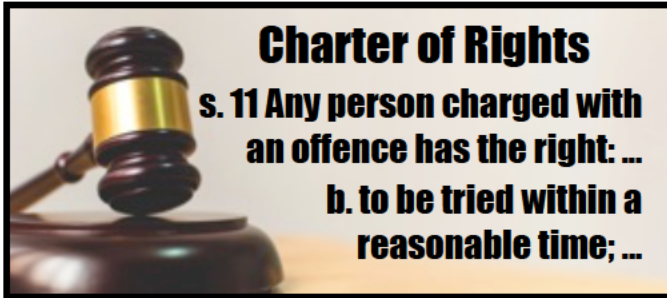 Charter of Rights
s. 11 Any person charged with
an offence has the right: ...
b. to be tried within a
reasonable time; ...